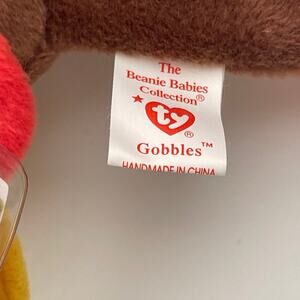 The
Beanie Babies
Collection®
★ ty
Gobbles™
HANDMADE IN CHINA